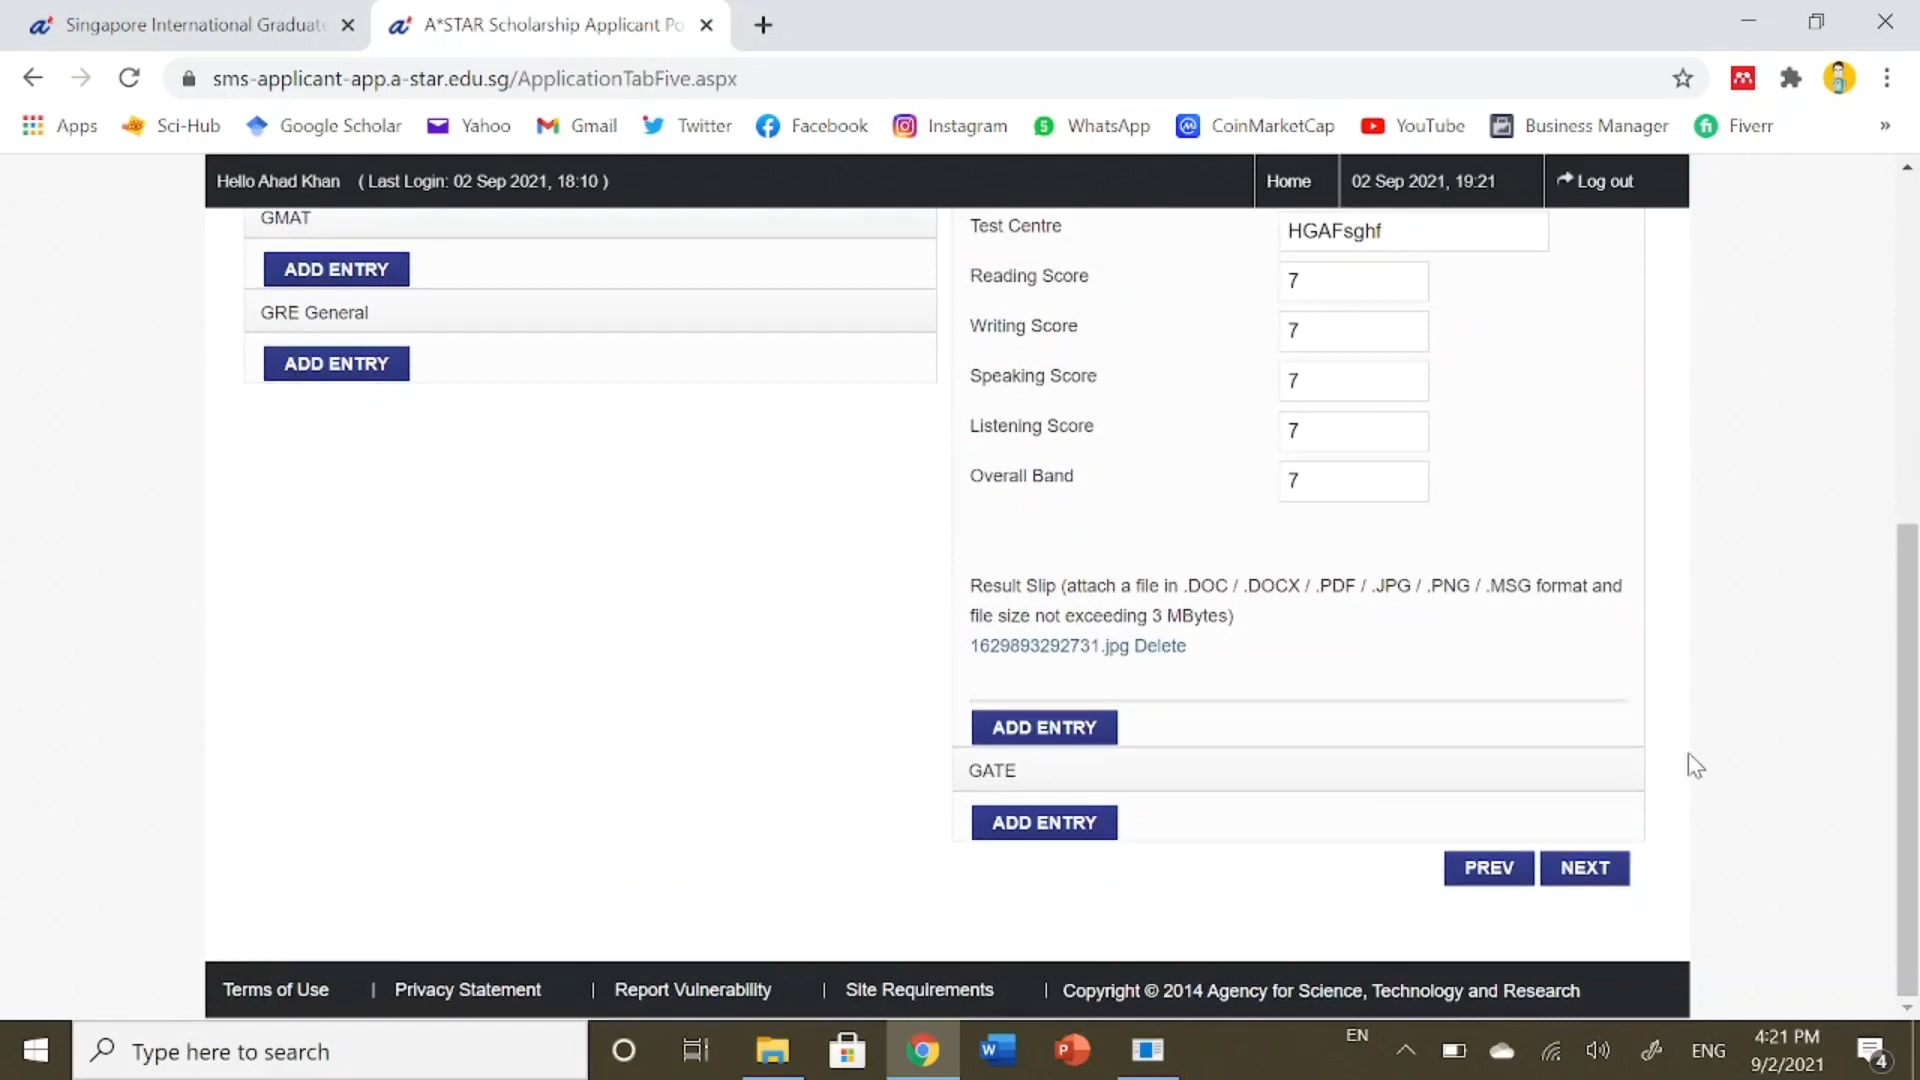 Singapore International Graduate
A*STAR Scholarship Applicant Po
sms-applicant-app.a-star.edu.sg/ApplicationTabFive.aspx
Apps
Sci-Hub
Google Scholar
Yahoo
Gmail
Twitter
Facebook
Instagram
WhatsApp
CoinMarketCap
YouTube
Business Manager
Fiverr
»
Hello Ahad Khan ( Last Login: 02 Sep 2021, 18:10 )
Home
02 Sep 2021, 19:21
Log out
GMAT
ADD ENTRY
GRE General
ADD ENTRY
Test Centre
HGAFsghf
Reading Score
7
Writing Score
7
Speaking Score
7
Listening Score
7
Overall Band
7
Result Slip (attach a file in .DOC / .DOCX / .PDF / .JPG / .PNG / .MSG format and
file size not exceeding 3 MBytes)
1629893292731.jpg Delete
ADD ENTRY
GATE
ADD ENTRY
PREV
NEXT
Terms of Use | Privacy Statement | Report Vulnerability | Site Requirements | Copyright © 2014 Agency for Science, Technology and Research
Type here to search
EN
ENG
4:21 PM
9/2/2021
4